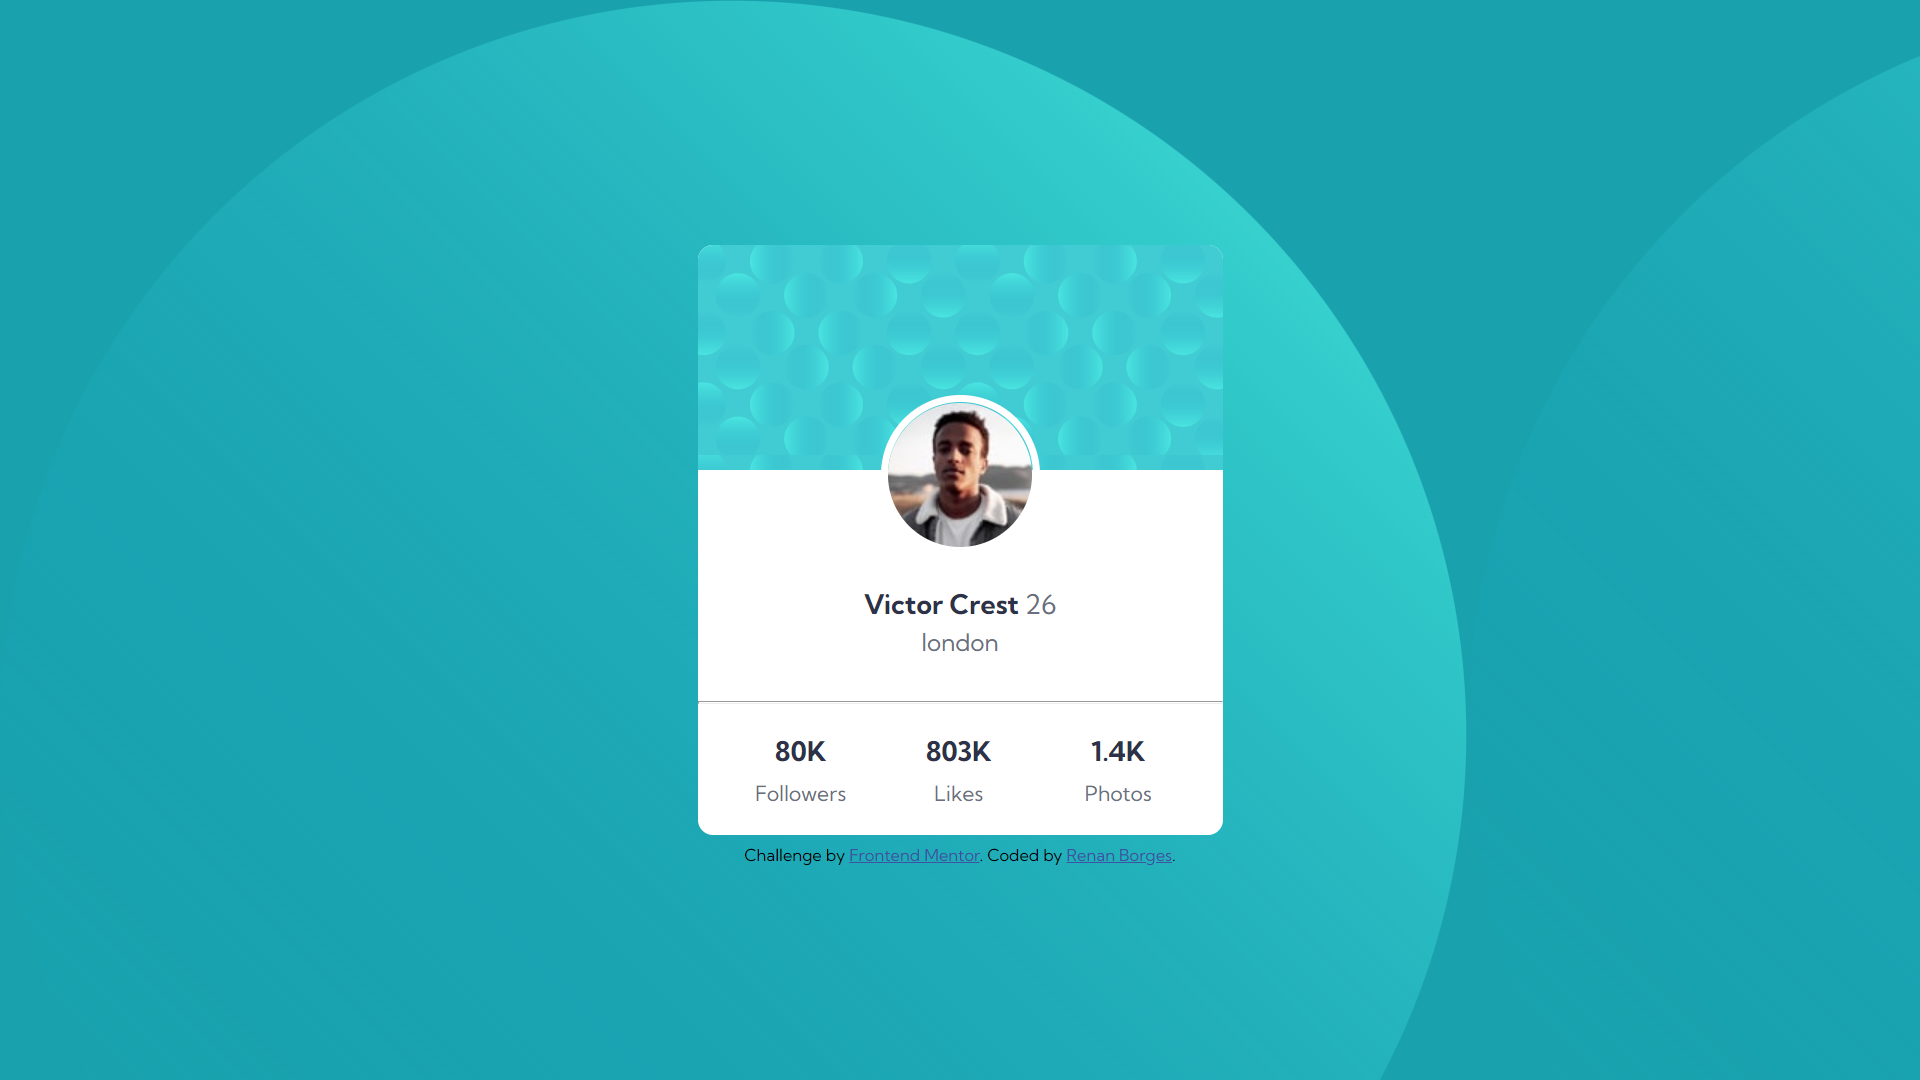 Victor Crest 26
london
80K 803K 1.4K
Followers Likes Photos
Challenge by Frontend Mentor. Coded by Renan Borges.